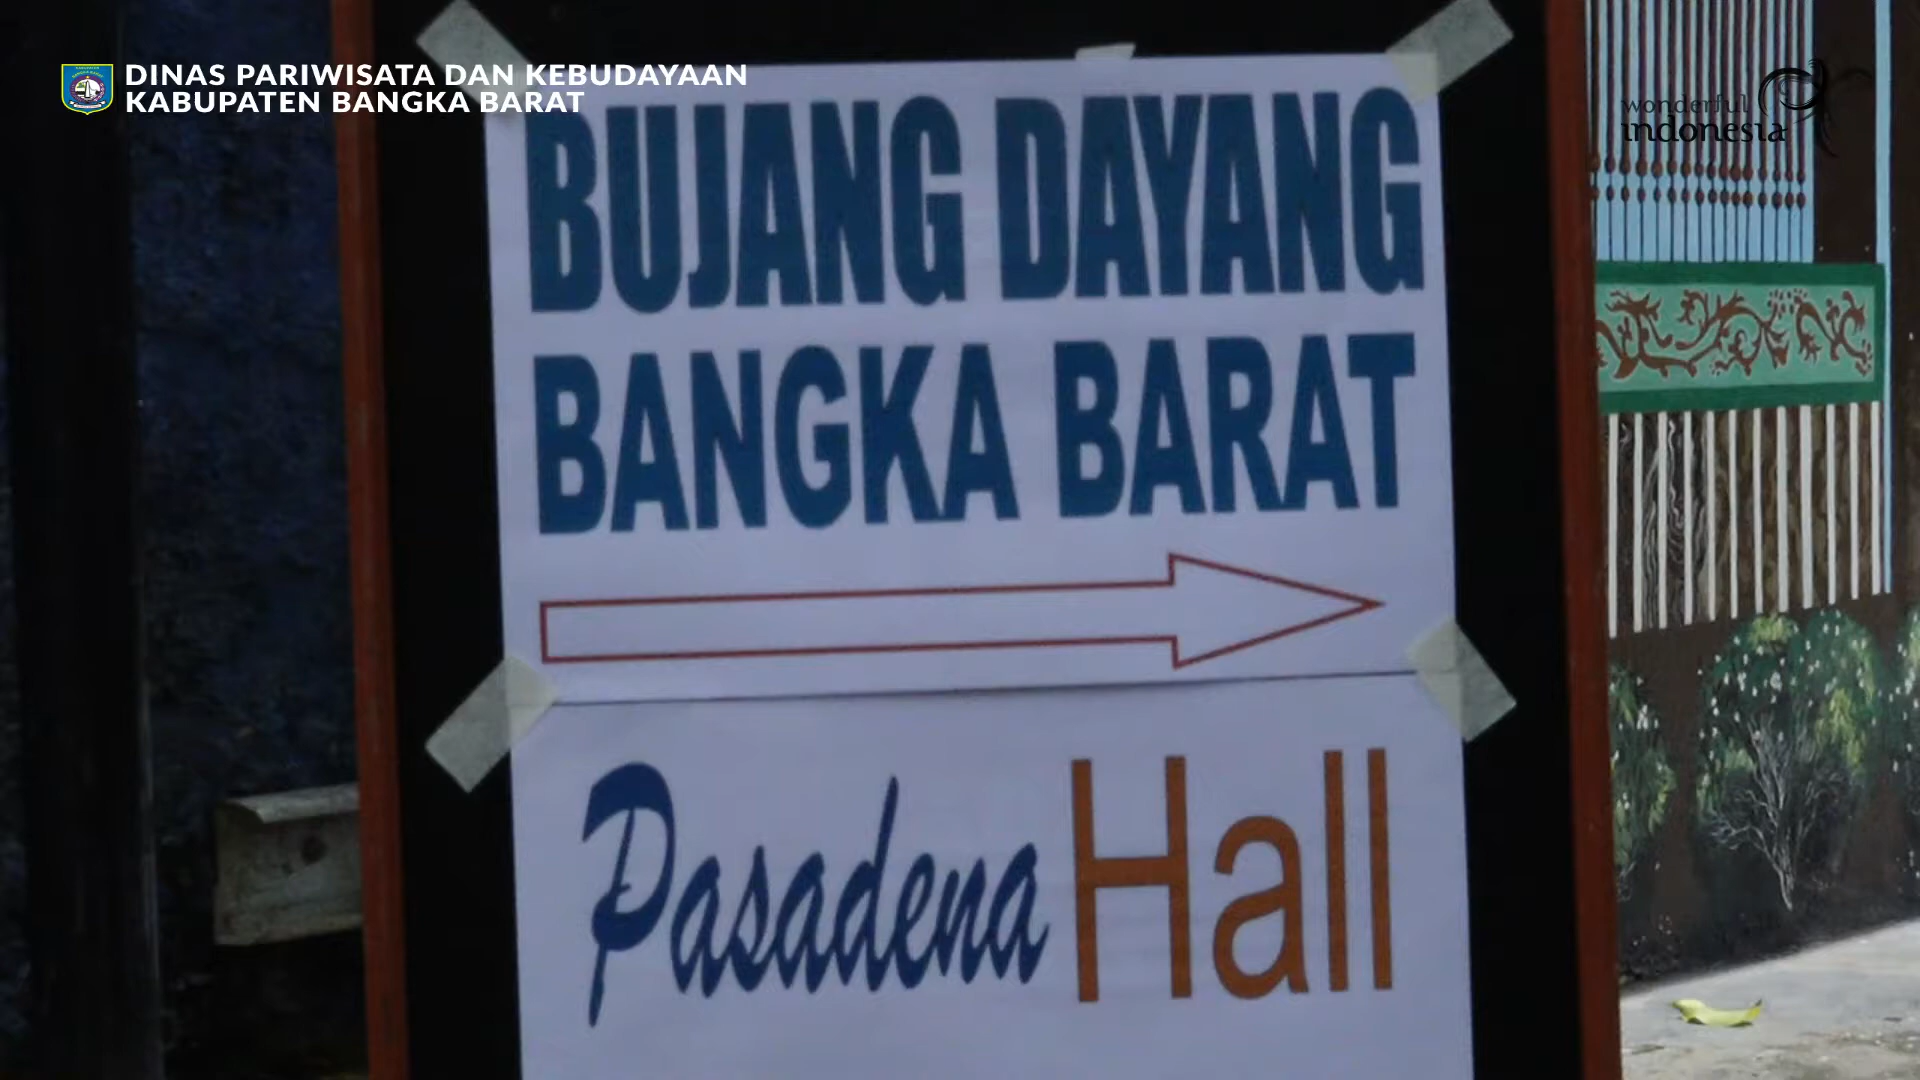 DINAS PARIWISATA DAN KEBUDAYAAN
KABUPATEN BANGKA BARAT
wonderful
indonesia
BUJANG DAYANG
BANGKA BARAT
Pasadena Hall